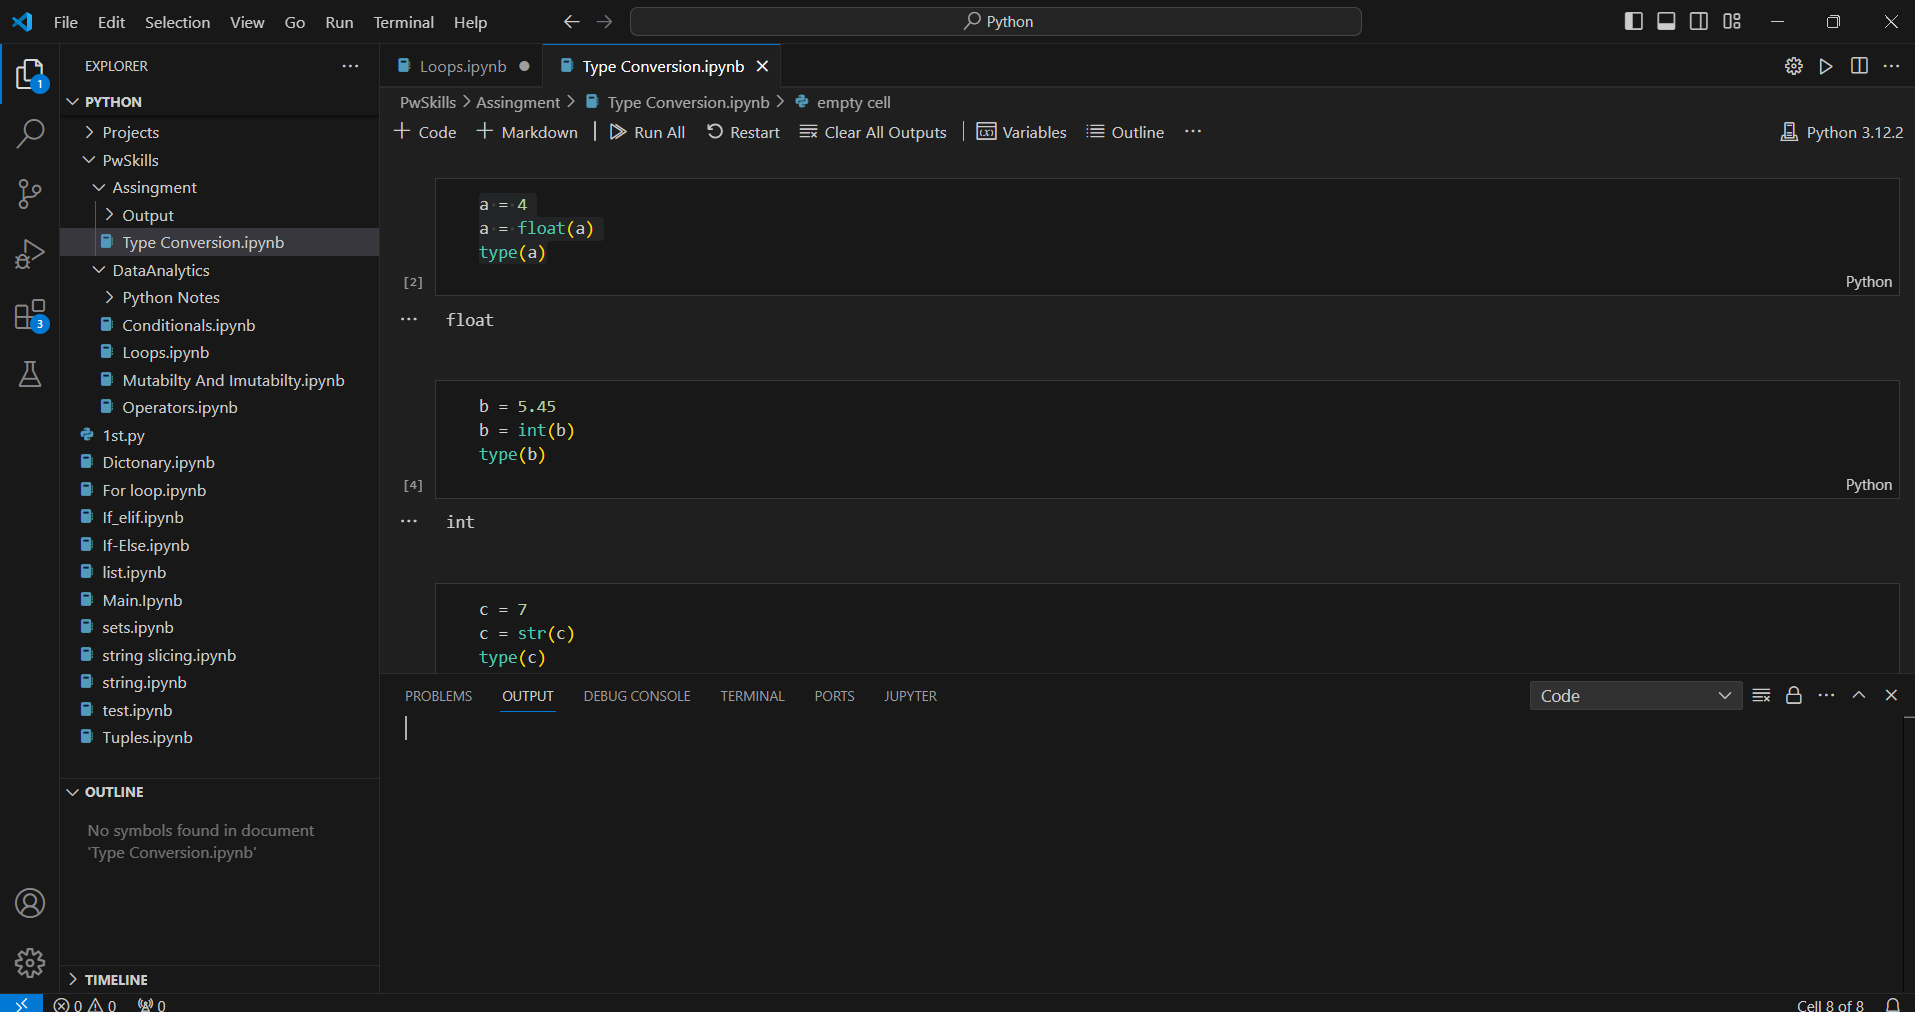 File Edit Selection View Go Run Terminal Help
Python
EXPLORER
PYTHON
Projects
PwSkills
Assingment
Output
Type Conversion.ipynb
DataAnalytics
Python Notes
Conditionals.ipynb
Loops.ipynb
Mutabilty And Imutabilty.ipynb
Operators.ipynb
1st.py
Dictonary.ipynb
For loop.ipynb
If_elif.ipynb
If-Else.ipynb
list.ipynb
Main.Ipynb
sets.ipynb
string slicing.ipynb
string.ipynb
test.ipynb
Tuples.ipynb
OUTLINE
No symbols found in document
'Type Conversion.ipynb'
TIMELINE
1
3
Loops.ipynb Type Conversion.ipynb
PwSkills > Assingment > Type Conversion.ipynb > empty cell
+ Code + Markdown | Run All Restart Clear All Outputs | Variables Outline ...
Python 3.12.2
a = 4
a = float(a)
type(a)
[2]
Python
float
b = 5.45
b = int(b)
type(b)
[4]
Python
int
c = 7
c = str(c)
type(c)
PROBLEMS OUTPUT DEBUG CONSOLE TERMINAL PORTS JUPYTER
Code
0 0 0
Cell 8 of 8